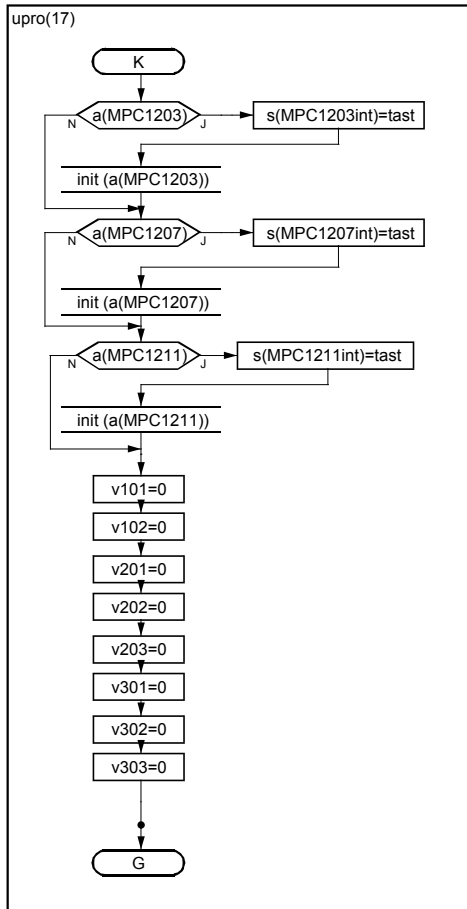 upro(17)
K
N a(MPC1203) J s(MPC1203int)=tast
init (a(MPC1203))
N a(MPC1207) J s(MPC1207int)=tast
init (a(MPC1207))
N a(MPC1211) J s(MPC1211int)=tast
init (a(MPC1211))
v101=0
v102=0
v201=0
v202=0
v203=0
v301=0
v302=0
v303=0
G